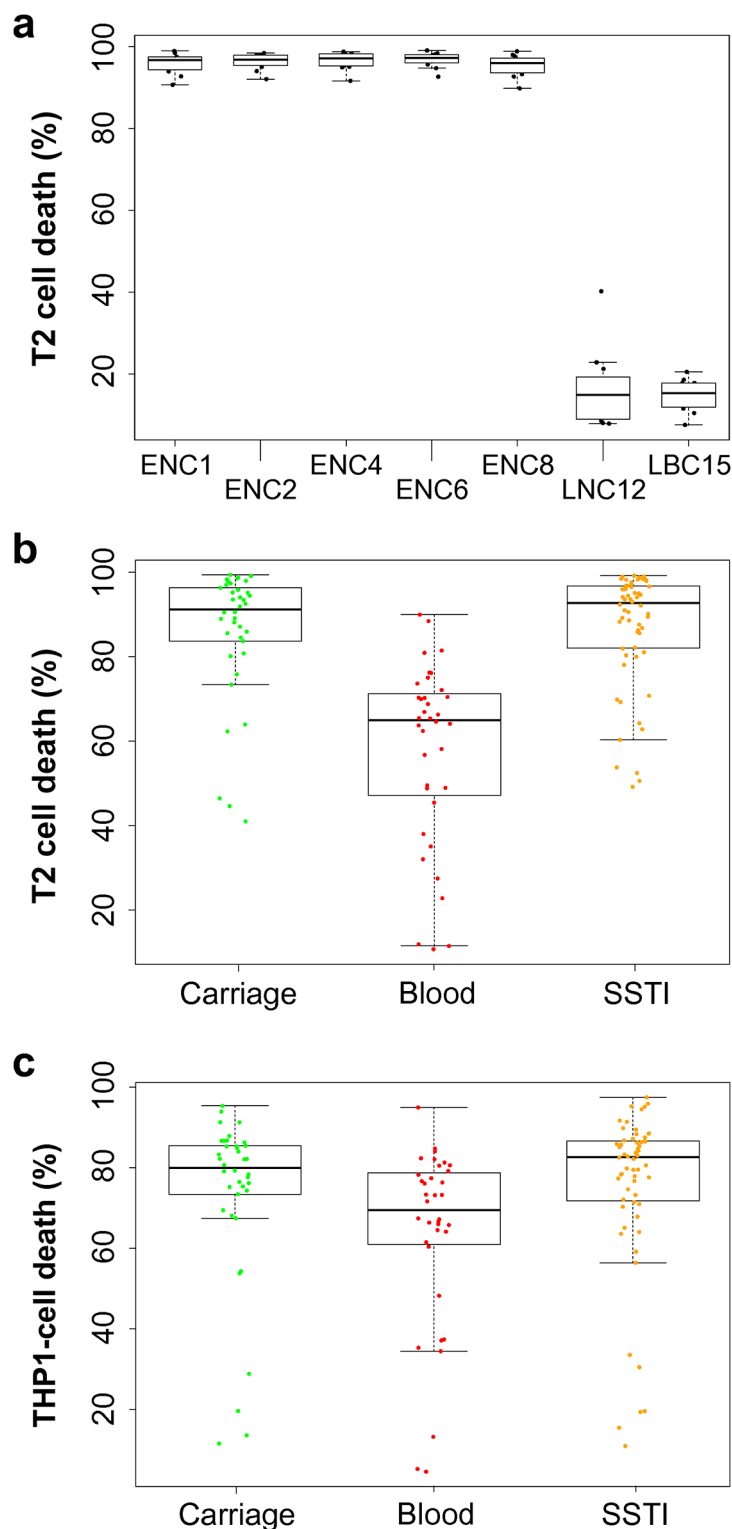 a
T2 cell death (%)
100
80
60
40
20
ENC1 ENC4 ENC8 LBC15
ENC2 ENC6 LNC12
b
T2 cell death (%)
100
80
60
40
20
Carriage Blood SSTI
c
THP1-cell death (%)
100
80
60
40
20
Carriage Blood SSTI